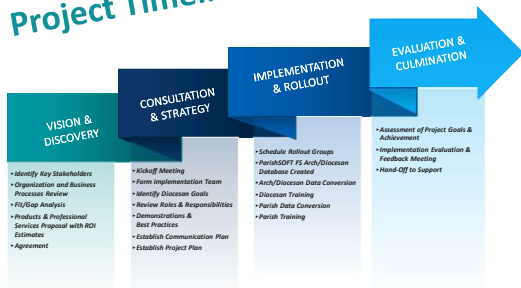 Project Timeline
VISION &
DISCOVERY
‣Identify Key Stakeholders
‣Organization and Business
Processes Review
‣Fit/Gap Analysis
‣Products & Professional
Services Proposal with ROI
Estimates
‣Agreement
CONSULTATION
& STRATEGY
‣Kickoff Meeting
‣Form Implementation Team
‣Identify Diocesan Goals
‣Review Roles & Responsibilities
‣Demonstrations &
Best Practices
‣Establish Communication Plan
‣Establish Project Plan
IMPLEMENTATION
& ROLLOUT
‣Schedule Rollout Groups
‣ParishSOFT FS Arch/Diocesan
Database Created
‣Arch/Diocesan Data Conversion
‣Diocesan Training
‣Parish Data Conversion
‣Parish Training
EVALUATION &
CULMINATION
‣Assessment of Project Goals &
Achievement
‣Implementation Evaluation &
Feedback Meeting
‣Hand-Off to Support